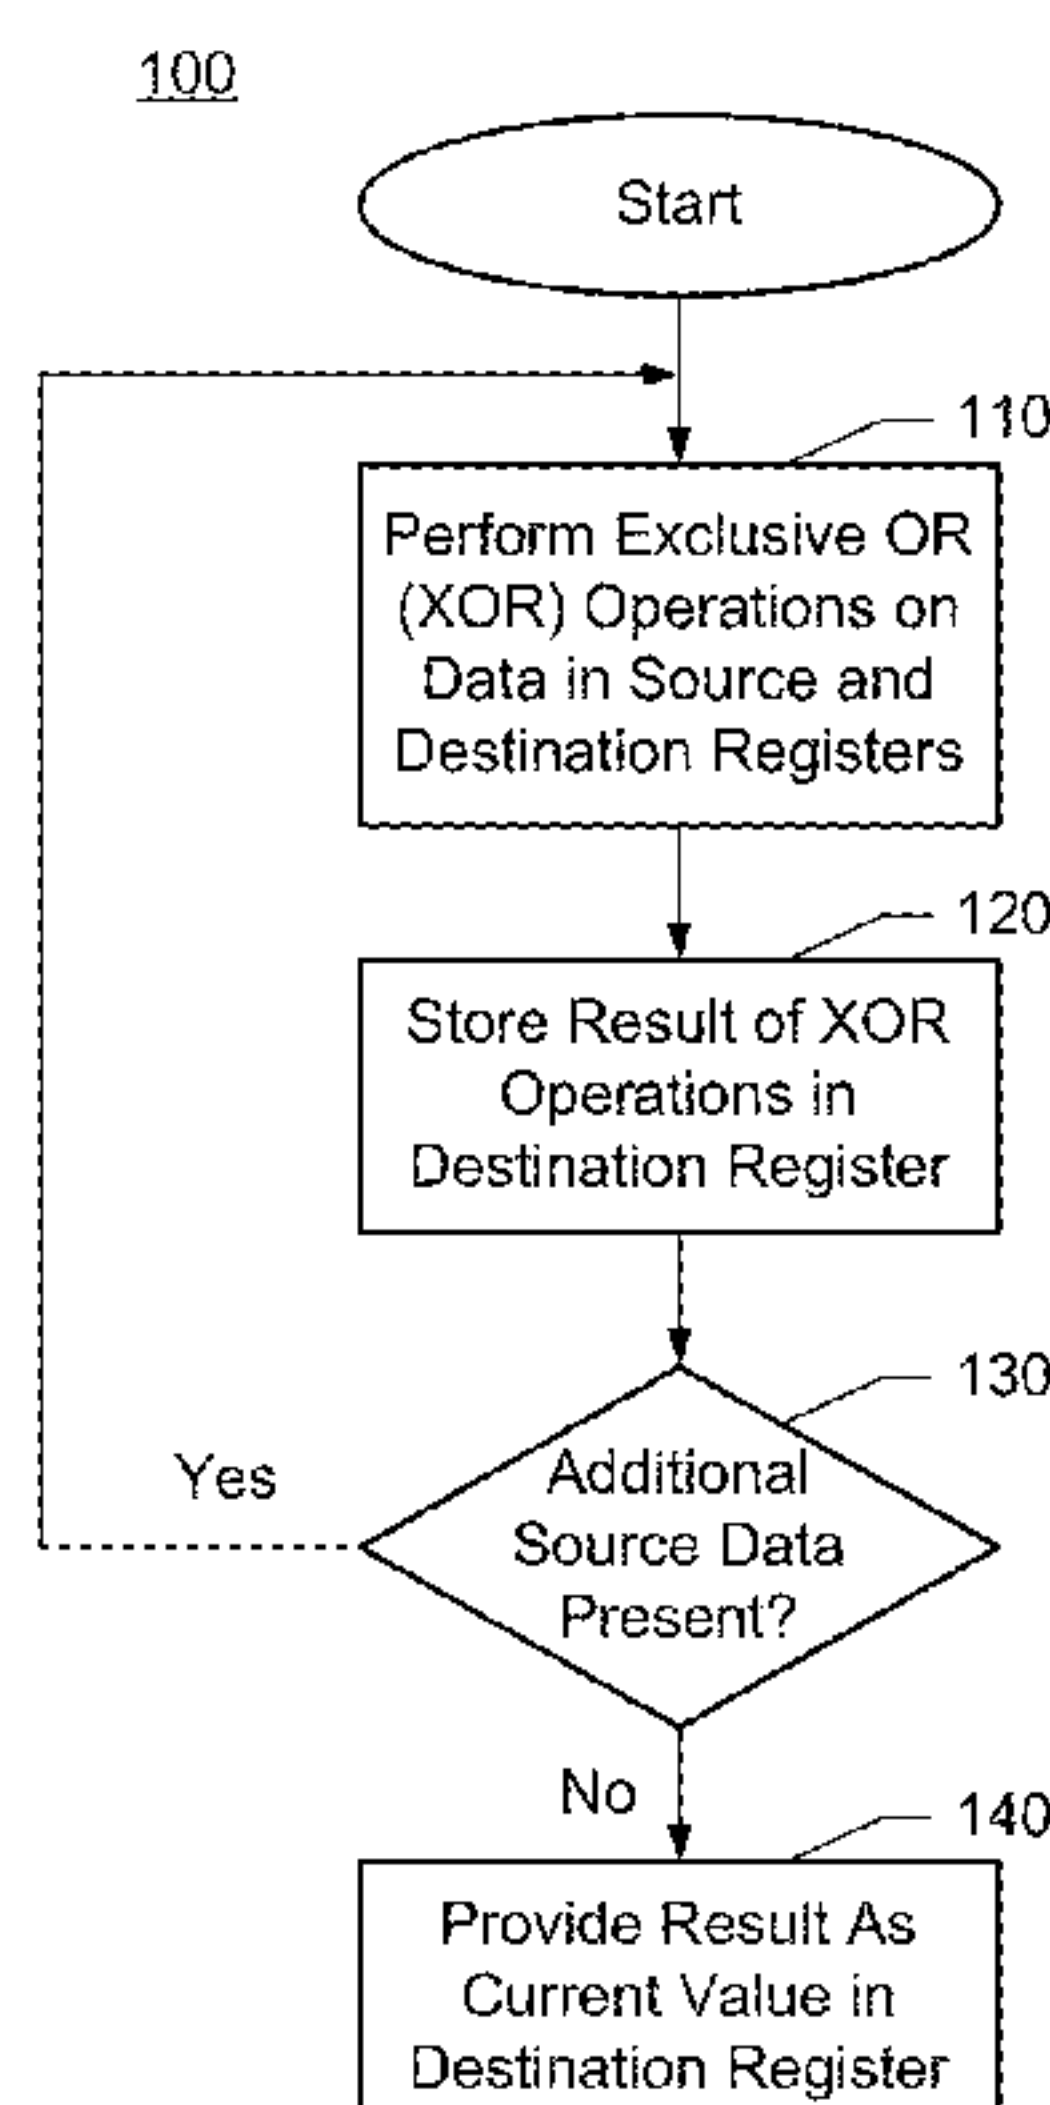 100
Start
110
Perform Exclusive OR
(XOR) Operations on
Data in Source and
Destination Registers
120
Store Result of XOR
Operations in
Destination Register
130
Additional
Source Data
Present?
Yes
No
140
Provide Result As
Current Value in
Destination Register